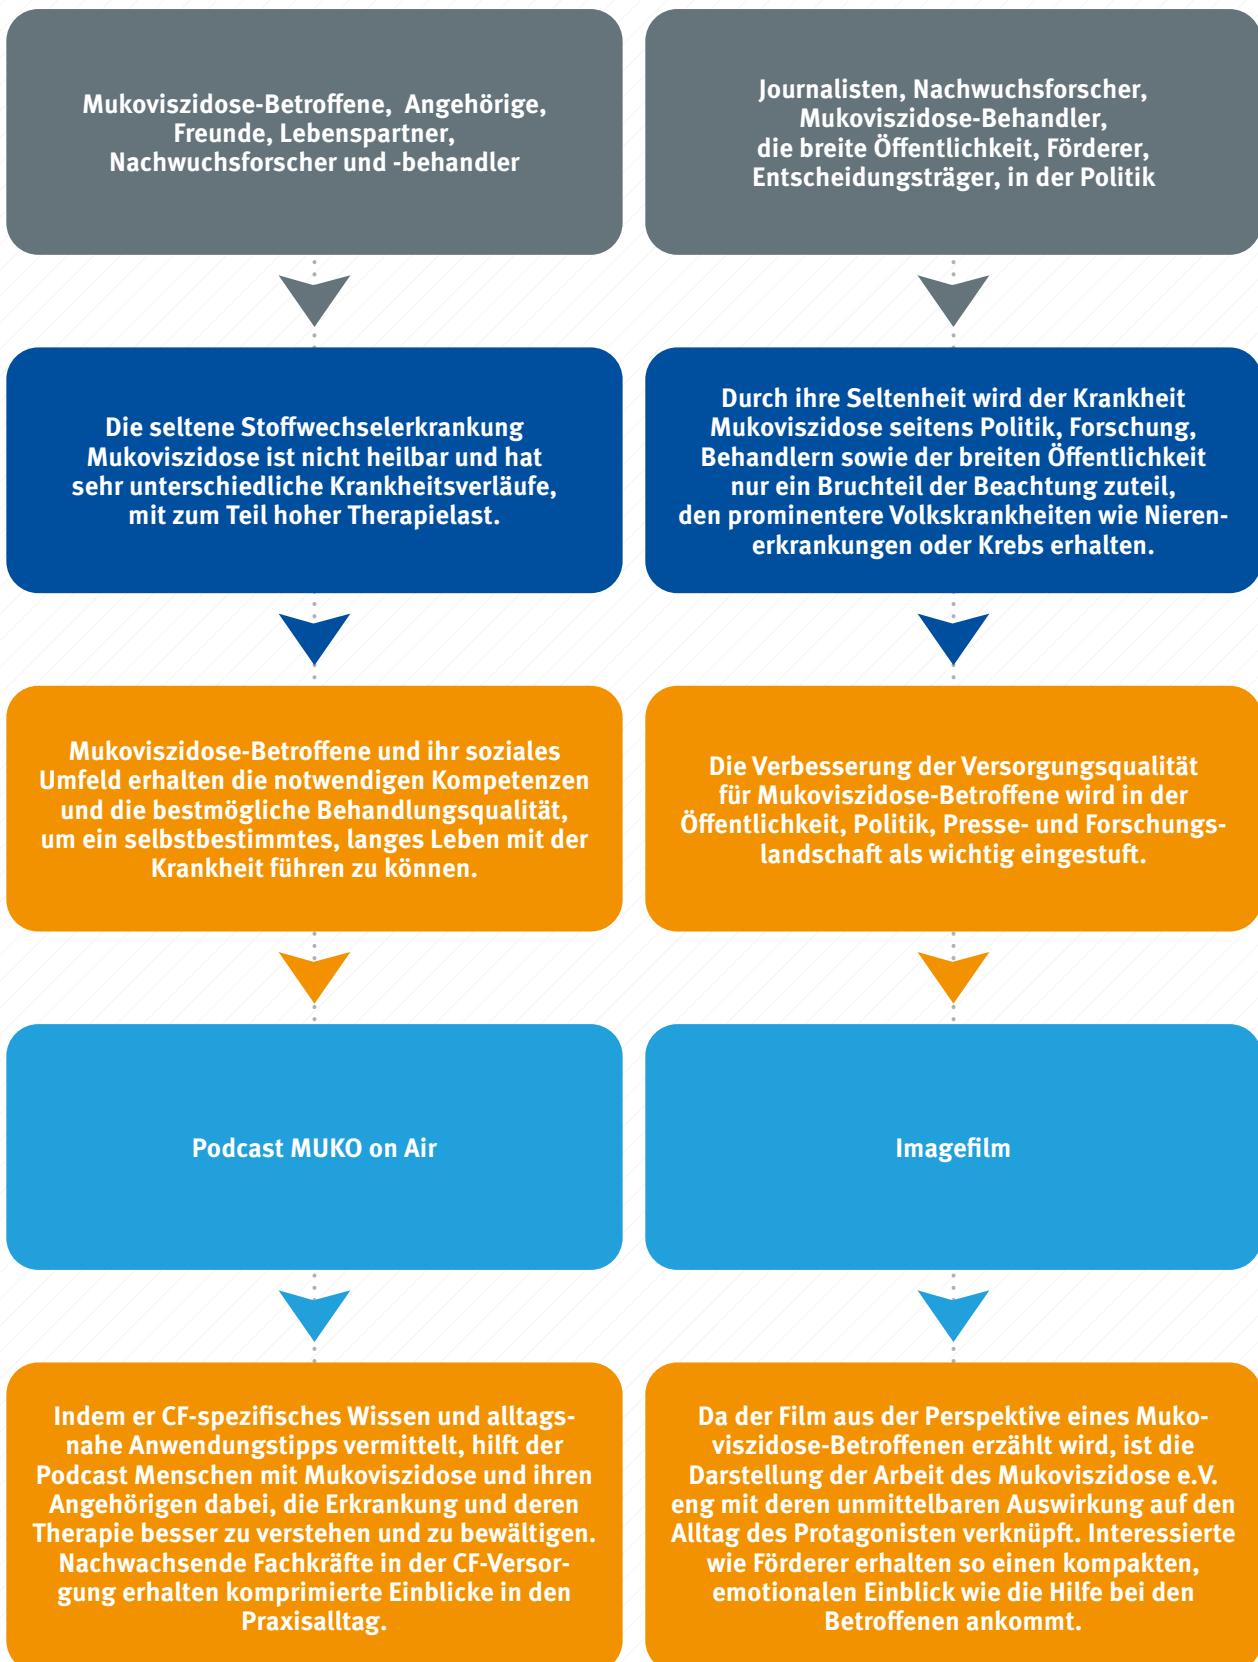 Mukoviszidose-Betroffene, Angehörige,
Freunde, Lebenspartner,
Nachwuchsforscher und -behandler
Die seltene Stoffwechselerkrankung
Mukoviszidose ist nicht heilbar und hat
sehr unterschiedliche Krankheitsverläufe,
mit zum Teil hoher Therapielast.
Mukoviszidose-Betroffene und ihr soziales
Umfeld erhalten die notwendigen Kompetenzen
und die bestmögliche Behandlungsqualität,
um ein selbstbestimmtes, langes Leben mit der
Krankheit führen zu können.
Podcast MUKO on Air
Indem er CF-spezifisches Wissen und alltags-
nahe Anwendungstipps vermittelt, hilft der
Podcast Menschen mit Mukoviszidose und ihren
Angehörigen dabei, die Erkrankung und deren
Therapie besser zu verstehen und zu bewältigen.
Nachwachsende Fachkräfte in der CF-Versor-
gung erhalten komprimierte Einblicke in den
Praxisalltag.
Journalisten, Nachwuchsforscher,
Mukoviszidose-Behandler,
die breite Öffentlichkeit, Förderer,
Entscheidungsträger, in der Politik
Durch ihre Seltenheit wird der Krankheit
Mukoviszidose seitens Politik, Forschung,
Behandlern sowie der breiten Öffentlichkeit
nur ein Bruchteil der Beachtung zuteil,
den prominentere Volkskrankheiten wie Nieren-
erkrankungen oder Krebs erhalten.
Die Verbesserung der Versorgungsqualität
für Mukoviszidose-Betroffene wird in der
Öffentlichkeit, Politik, Presse- und Forschungs-
landschaft als wichtig eingestuft.
Imagefilm
Da der Film aus der Perspektive eines Muko-
viszidose-Betroffenen erzählt wird, ist die
Darstellung der Arbeit des Mukoviszidose e.V.
eng mit deren unmittelbaren Auswirkung auf den
Alltag des Protagonisten verknüpft. Interessierte
wie Förderer erhalten so einen kompakten,
emotionalen Einblick wie die Hilfe bei den
Betroffenen ankommt.